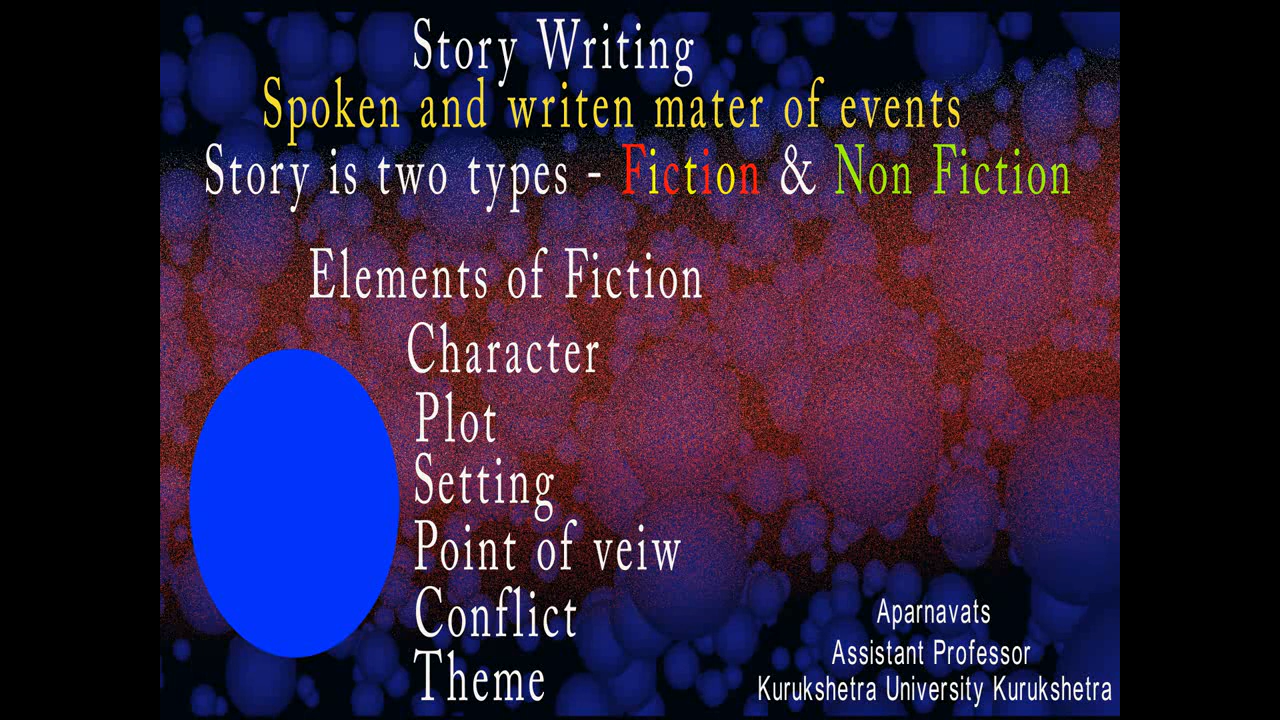 Story Writing
Spoken and writen mater of events
Story is two types - Fiction & Non Fiction
Elements of Fiction
Character
Plot
Setting
Point of veiw
Conflict
Theme
Aparnavats
Assistant Professor
Kurukshetra University Kurukshetra